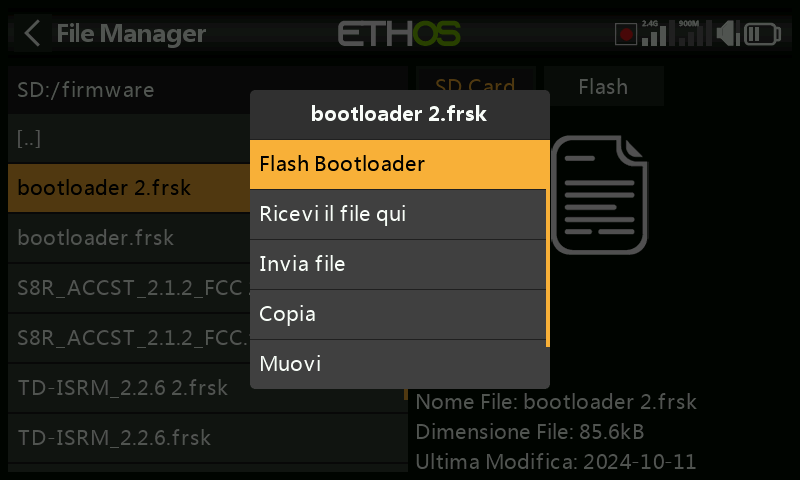 File Manager
ETHOS
2.4G
900M
SD:/firmware
SD Card
Flash
[..]
bootloader 2.frsk
bootloader.frsk
S8R_ACCST_2.1.2_FCC
S8R_ACCST_2.1.2_FCC.
TD-ISRM_2.2.6 2.frsk
TD-ISRM_2.2.6.frsk
bootloader 2.frsk
Flash Bootloader
Ricevi il file qui
Invia file
Copia
Muovi
Nome File: bootloader 2.frsk
Dimensione File: 85.6kB
Ultima Modifica: 2024-10-11